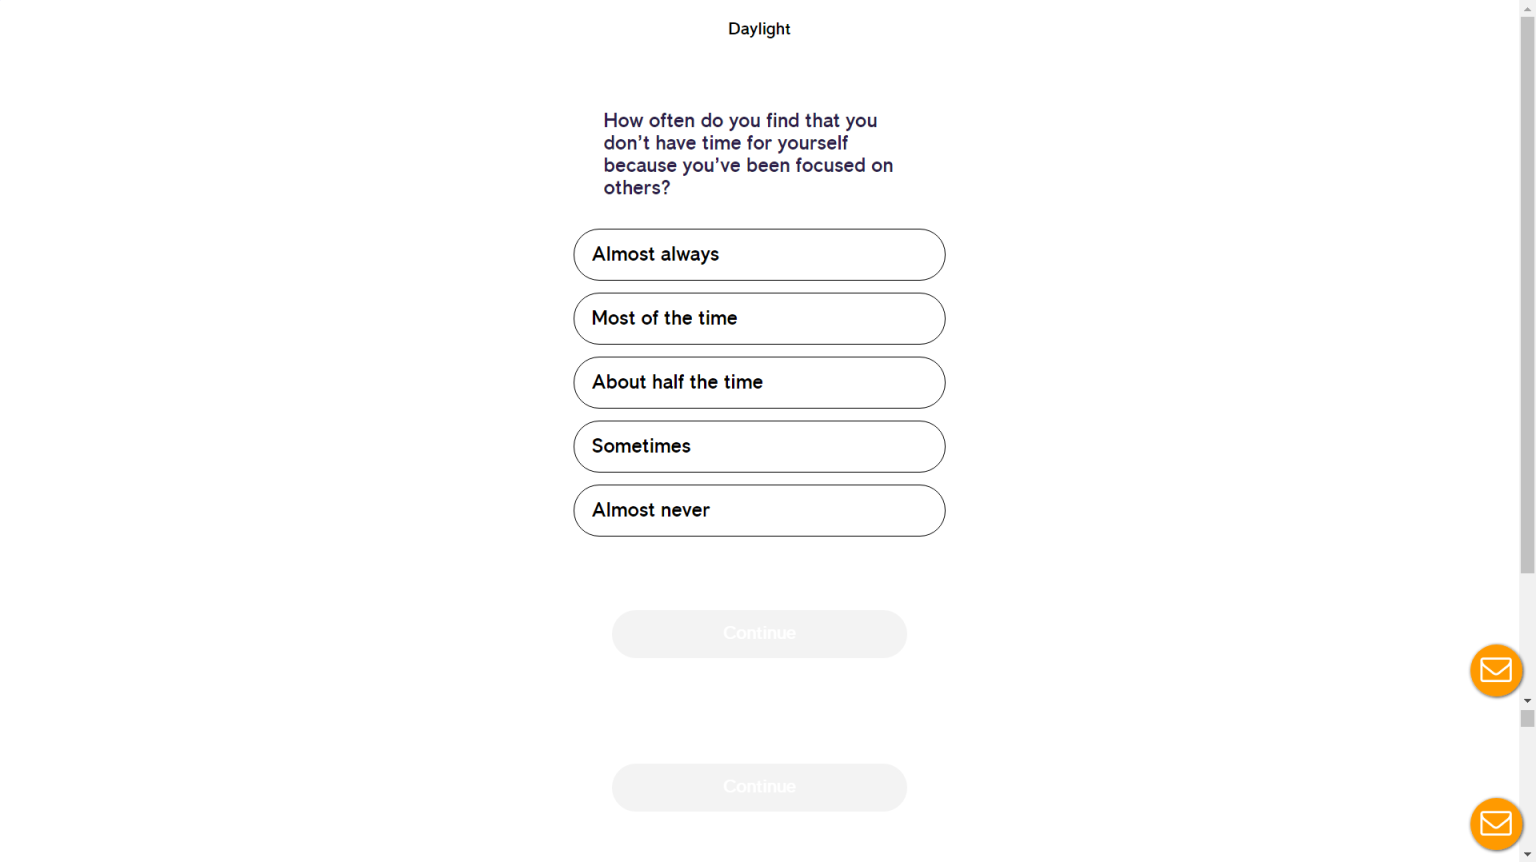 Daylight
How often do you find that you
don’t have time for yourself
because you’ve been focused on
others?
Almost always
Most of the time
About half the time
Sometimes
Almost never
Continue
Continue